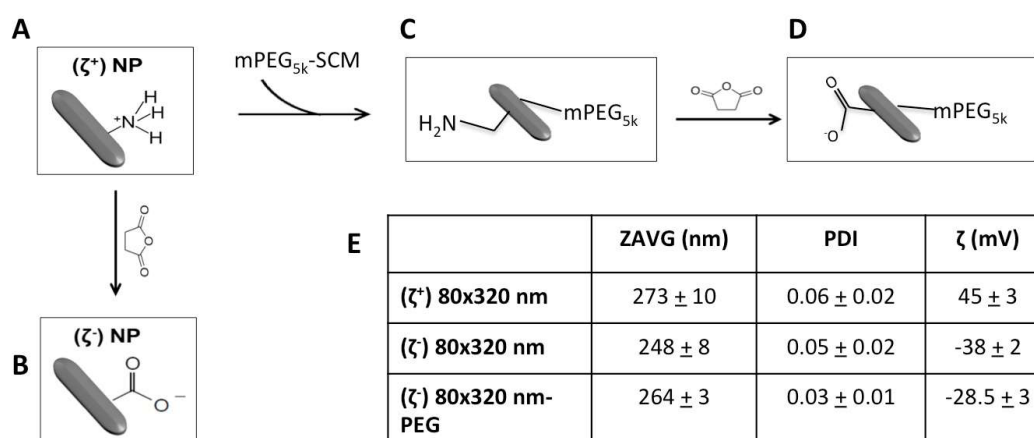 A
(ζ⁺) NP
⁺N
H
H
H
mPEG₅ₖ-SCM
C
H₂N
mPEG₅ₖ
O
O
O
D
O
⁻O
mPEG₅ₖ
O
O
O
B
(ζ⁻) NP
O
O
−
E
ZAVG (nm) PDI ζ (mV)
(ζ⁺) 80x320 nm 273 ± 10 0.06 ± 0.02 45 ± 3
(ζ⁻) 80x320 nm 248 ± 8 0.05 ± 0.02 -38 ± 2
(ζ⁻) 80x320 nm- 264 ± 3 0.03 ± 0.01 -28.5 ± 3
PEG